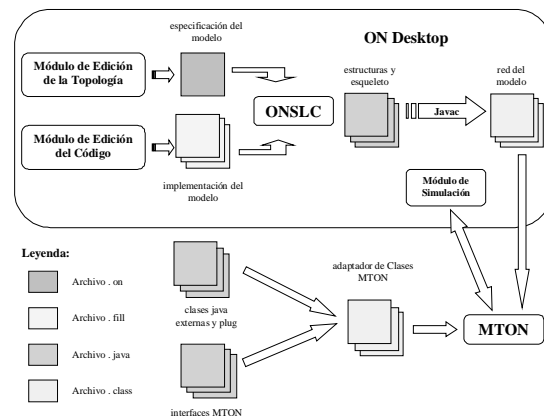 especificación del
modelo
ON Desktop
Módulo de Edición
de la Topología
estructuras y
esqueleto
red del
modelo
ONSLC
Javac
Módulo de Edición
del Código
implementación del
modelo
Módulo de
Simulación
Leyenda:
Archivo . on
Archivo . fill
Archivo . java
Archivo . class
clases java
externas y plug
adaptador de Clases
MTON
MTON
interfaces MTON